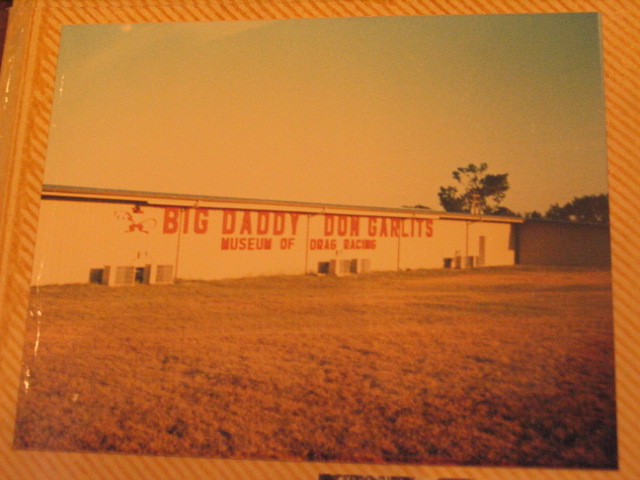 BIG DADDY DON GARLITS
MUSEUM OF DRAG RACING